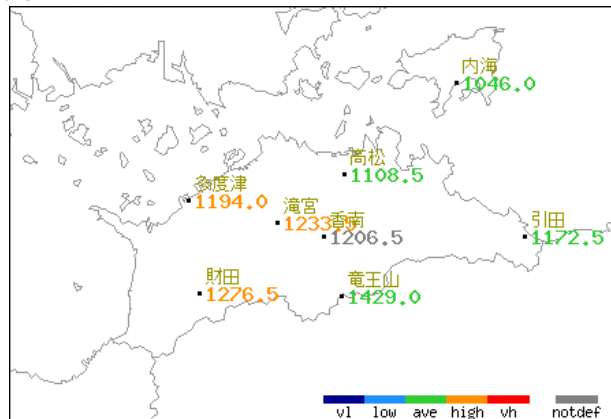 内海
1046.0
高松
1108.5
多度津
1194.0
滝宮
香南
1206.5
引田
1172.5
財田
1276.5
竜王山
1429.0
vl low ave high vh notdef